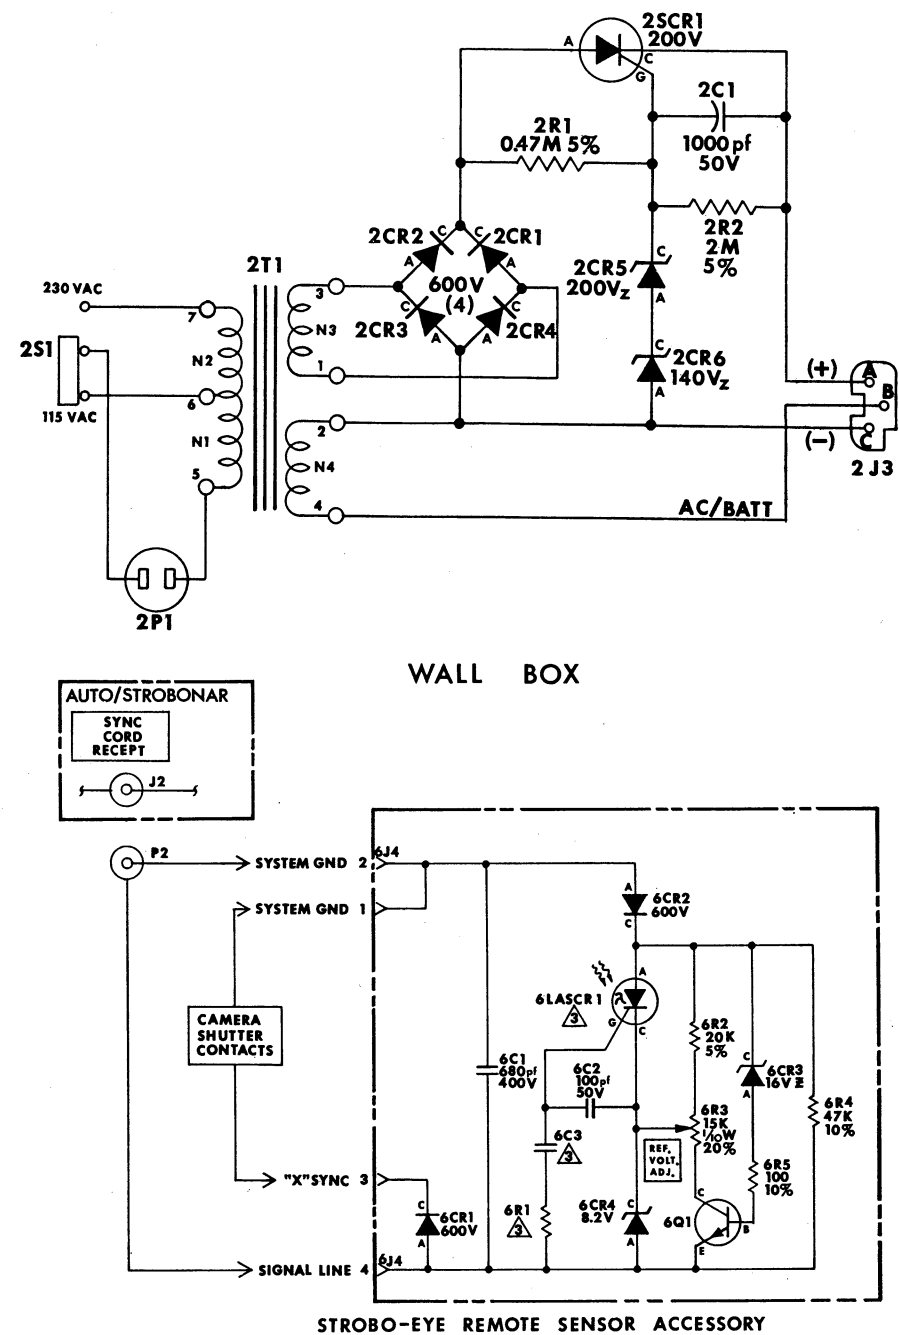 2SCR1
200V
A
C
G
2C1
1000 pf
50V
2R1
0.47M 5%
2R2
2M
5%
2CR2
C
C
2CR1
A
A
600V
(4)
2CR3
C
C
2CR4
A
A
2CR5
200Vz
C
A
2CR6
140Vz
C
A
2T1
230 VAC
7
3
N3
1
2S1
N2
6
115 VAC
N1
5
2
N4
4
(+)
A
B
(–)
C
2J3
AC/BATT
2P1
WALL BOX
AUTO/STROBONAR
SYNC
CORD
RECEPT
J2
P2
SYSTEM GND 2
6J4
SYSTEM GND 1
CAMERA
SHUTTER
CONTACTS
"X" SYNC 3
SIGNAL LINE 4
6J4
A
6CR2
600V
C
6LASCR1
3
A
G
C
6C1
680pf
400V
6C2
100pf
50V
6C3
3
6R1
3
6R2
20K
5%
6R3
15K
1/10W
20%
REF.
VOLT.
ADJ.
C
6CR3
16V Z
A
6R4
47K
10%
6R5
100
10%
C
6CR1
600V
A
C
6CR4
8.2V
A
6Q1
C
B
E
STROBO-EYE REMOTE SENSOR ACCESSORY